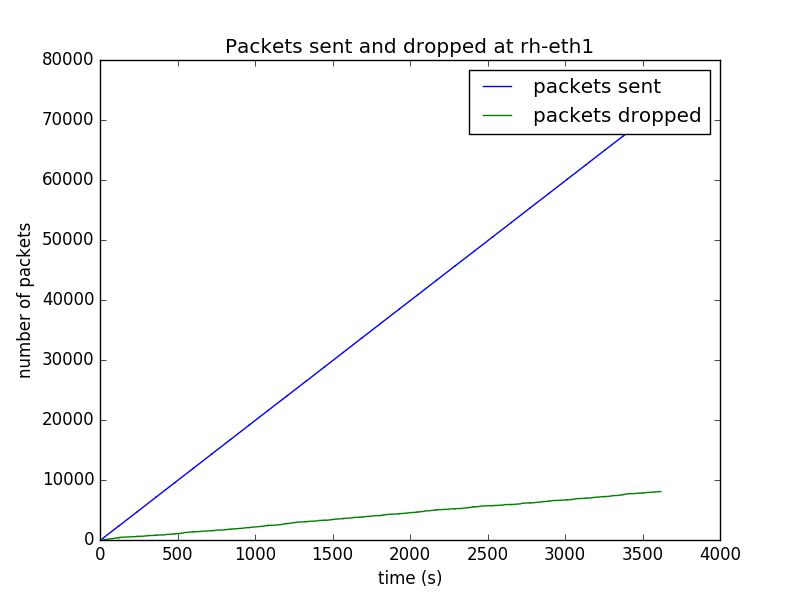 Packets sent and dropped at rh-eth1
80000
70000
60000
50000
40000
30000
20000
10000
0
number of packets
packets sent
packets dropped
0 500 1000 1500 2000 2500 3000 3500 4000
time (s)